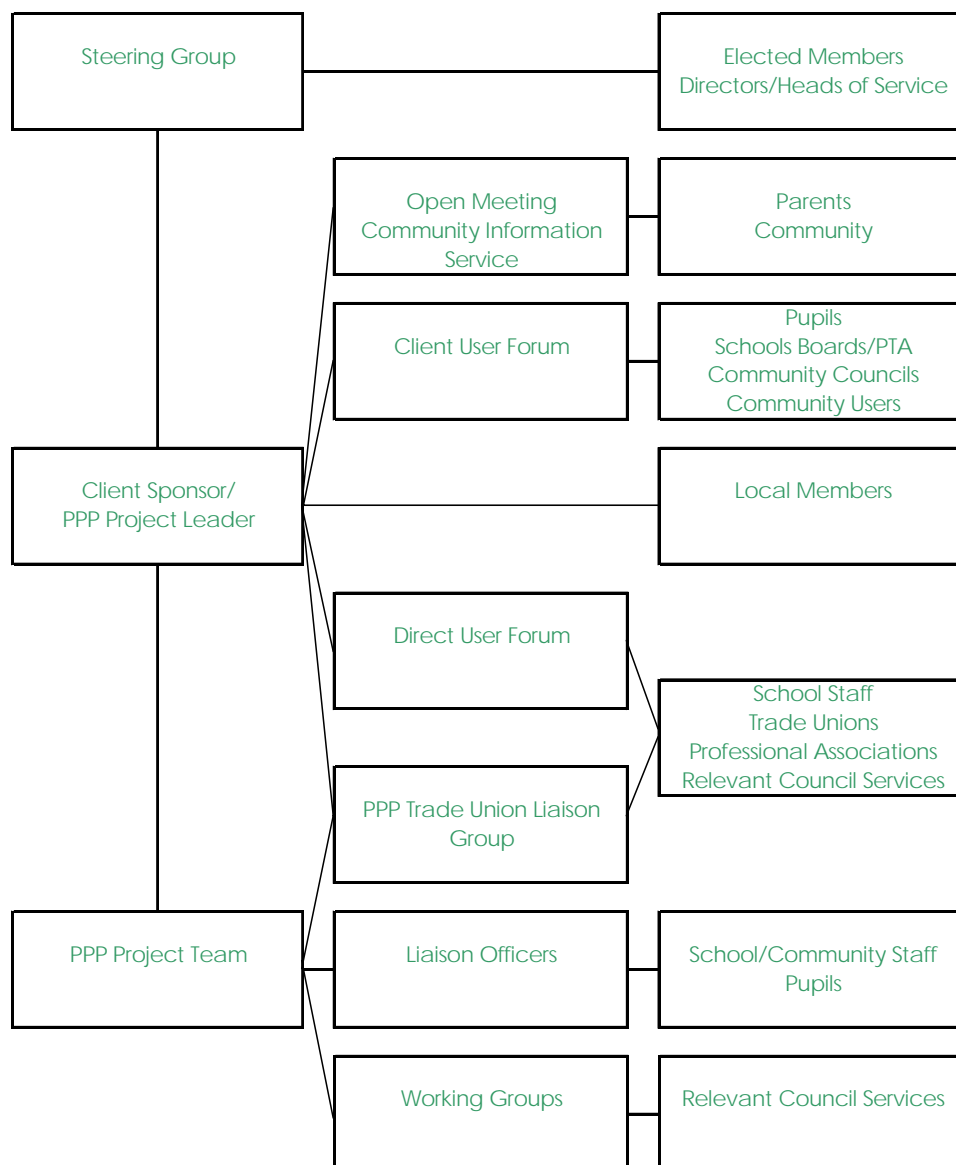 Steering Group
Elected Members
Directors/Heads of Service
Open Meeting
Community Information
Service
Parents
Community
Client User Forum
Pupils
Schools Boards/PTA
Community Councils
Community Users
Client Sponsor/
PPP Project Leader
Local Members
Direct User Forum
School Staff
Trade Unions
Professional Associations
Relevant Council Services
PPP Trade Union Liaison
Group
PPP Project Team
Liaison Officers
School/Community Staff
Pupils
Working Groups
Relevant Council Services